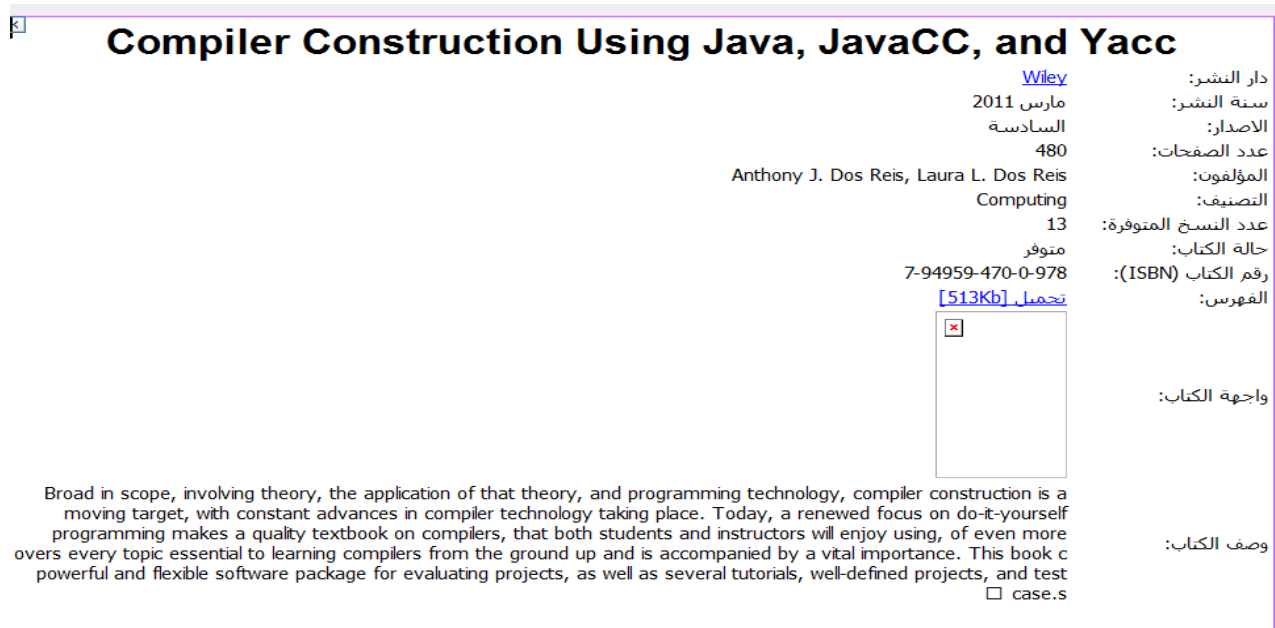 Compiler Construction Using Java, JavaCC, and Yacc
دار النشر: Wiley
سنة النشر: مارس 2011
الاصدار: السادسة
عدد الصفحات: 480
المؤلفون: Anthony J. Dos Reis, Laura L. Dos Reis
التصنيف: Computing
عدد النسخ المتوفرة: 13
حالة الكتاب: متوفر
رقم الكتاب (ISBN): 7-94959-470-0-978
الفهرس: تحميل [513Kb]
واجهة الكتاب:
وصف الكتاب:
Broad in scope, involving theory, the application of that theory, and programming technology, compiler construction is a
moving target, with constant advances in compiler technology taking place. Today, a renewed focus on do-it-yourself
programming makes a quality textbook on compilers, that both students and instructors will enjoy using, of even more
overs every topic essential to learning compilers from the ground up and is accompanied by a vital importance. This book c
powerful and flexible software package for evaluating projects, as well as several tutorials, well-defined projects, and test
case.s